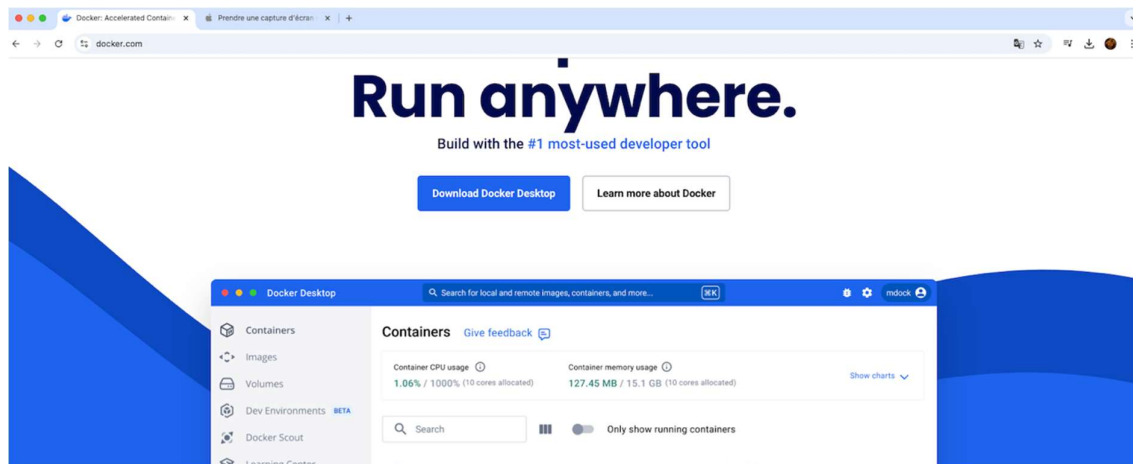 Docker: Accelerated Contain
Prendre une capture d'écran
docker.com
Run anywhere.
Build with the #1 most-used developer tool
Download Docker Desktop
Learn more about Docker
Docker Desktop
Search for local and remote images, containers, and more...
⌘K
mdock
Containers
Containers
Give feedback
Images
Container CPU usage
Container memory usage
1.06% / 1000% (10 cores allocated)
127.45 MB / 15.1 GB (10 cores allocated)
Show charts
Volumes
Dev Environments BETA
Search
Only show running containers
Docker Scout
Learning Center